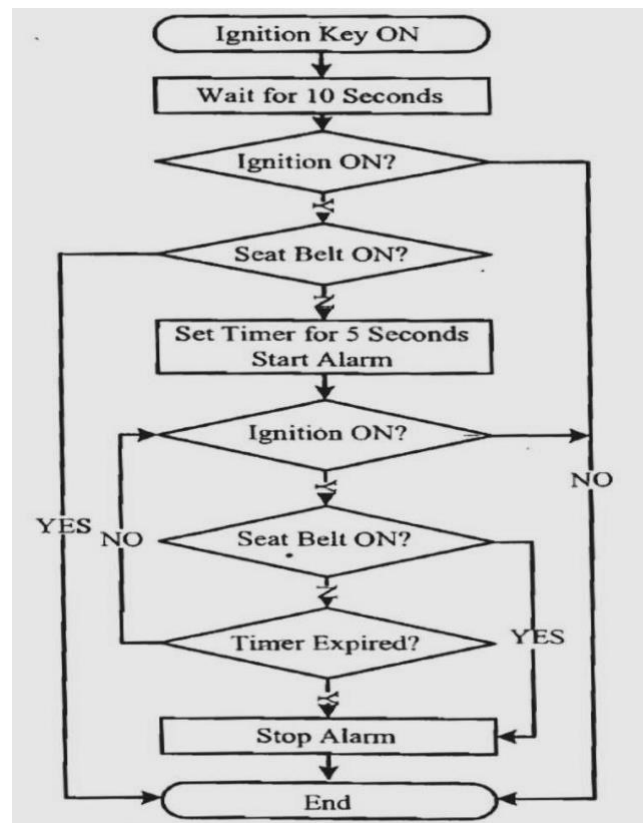 Ignition Key ON
Wait for 10 Seconds
Ignition ON?
Y
Seat Belt ON?
N
Set Timer for 5 Seconds
Start Alarm
Ignition ON?
Y
NO
YES
NO
Seat Belt ON?
N
Timer Expired?
YES
Y
Stop Alarm
End